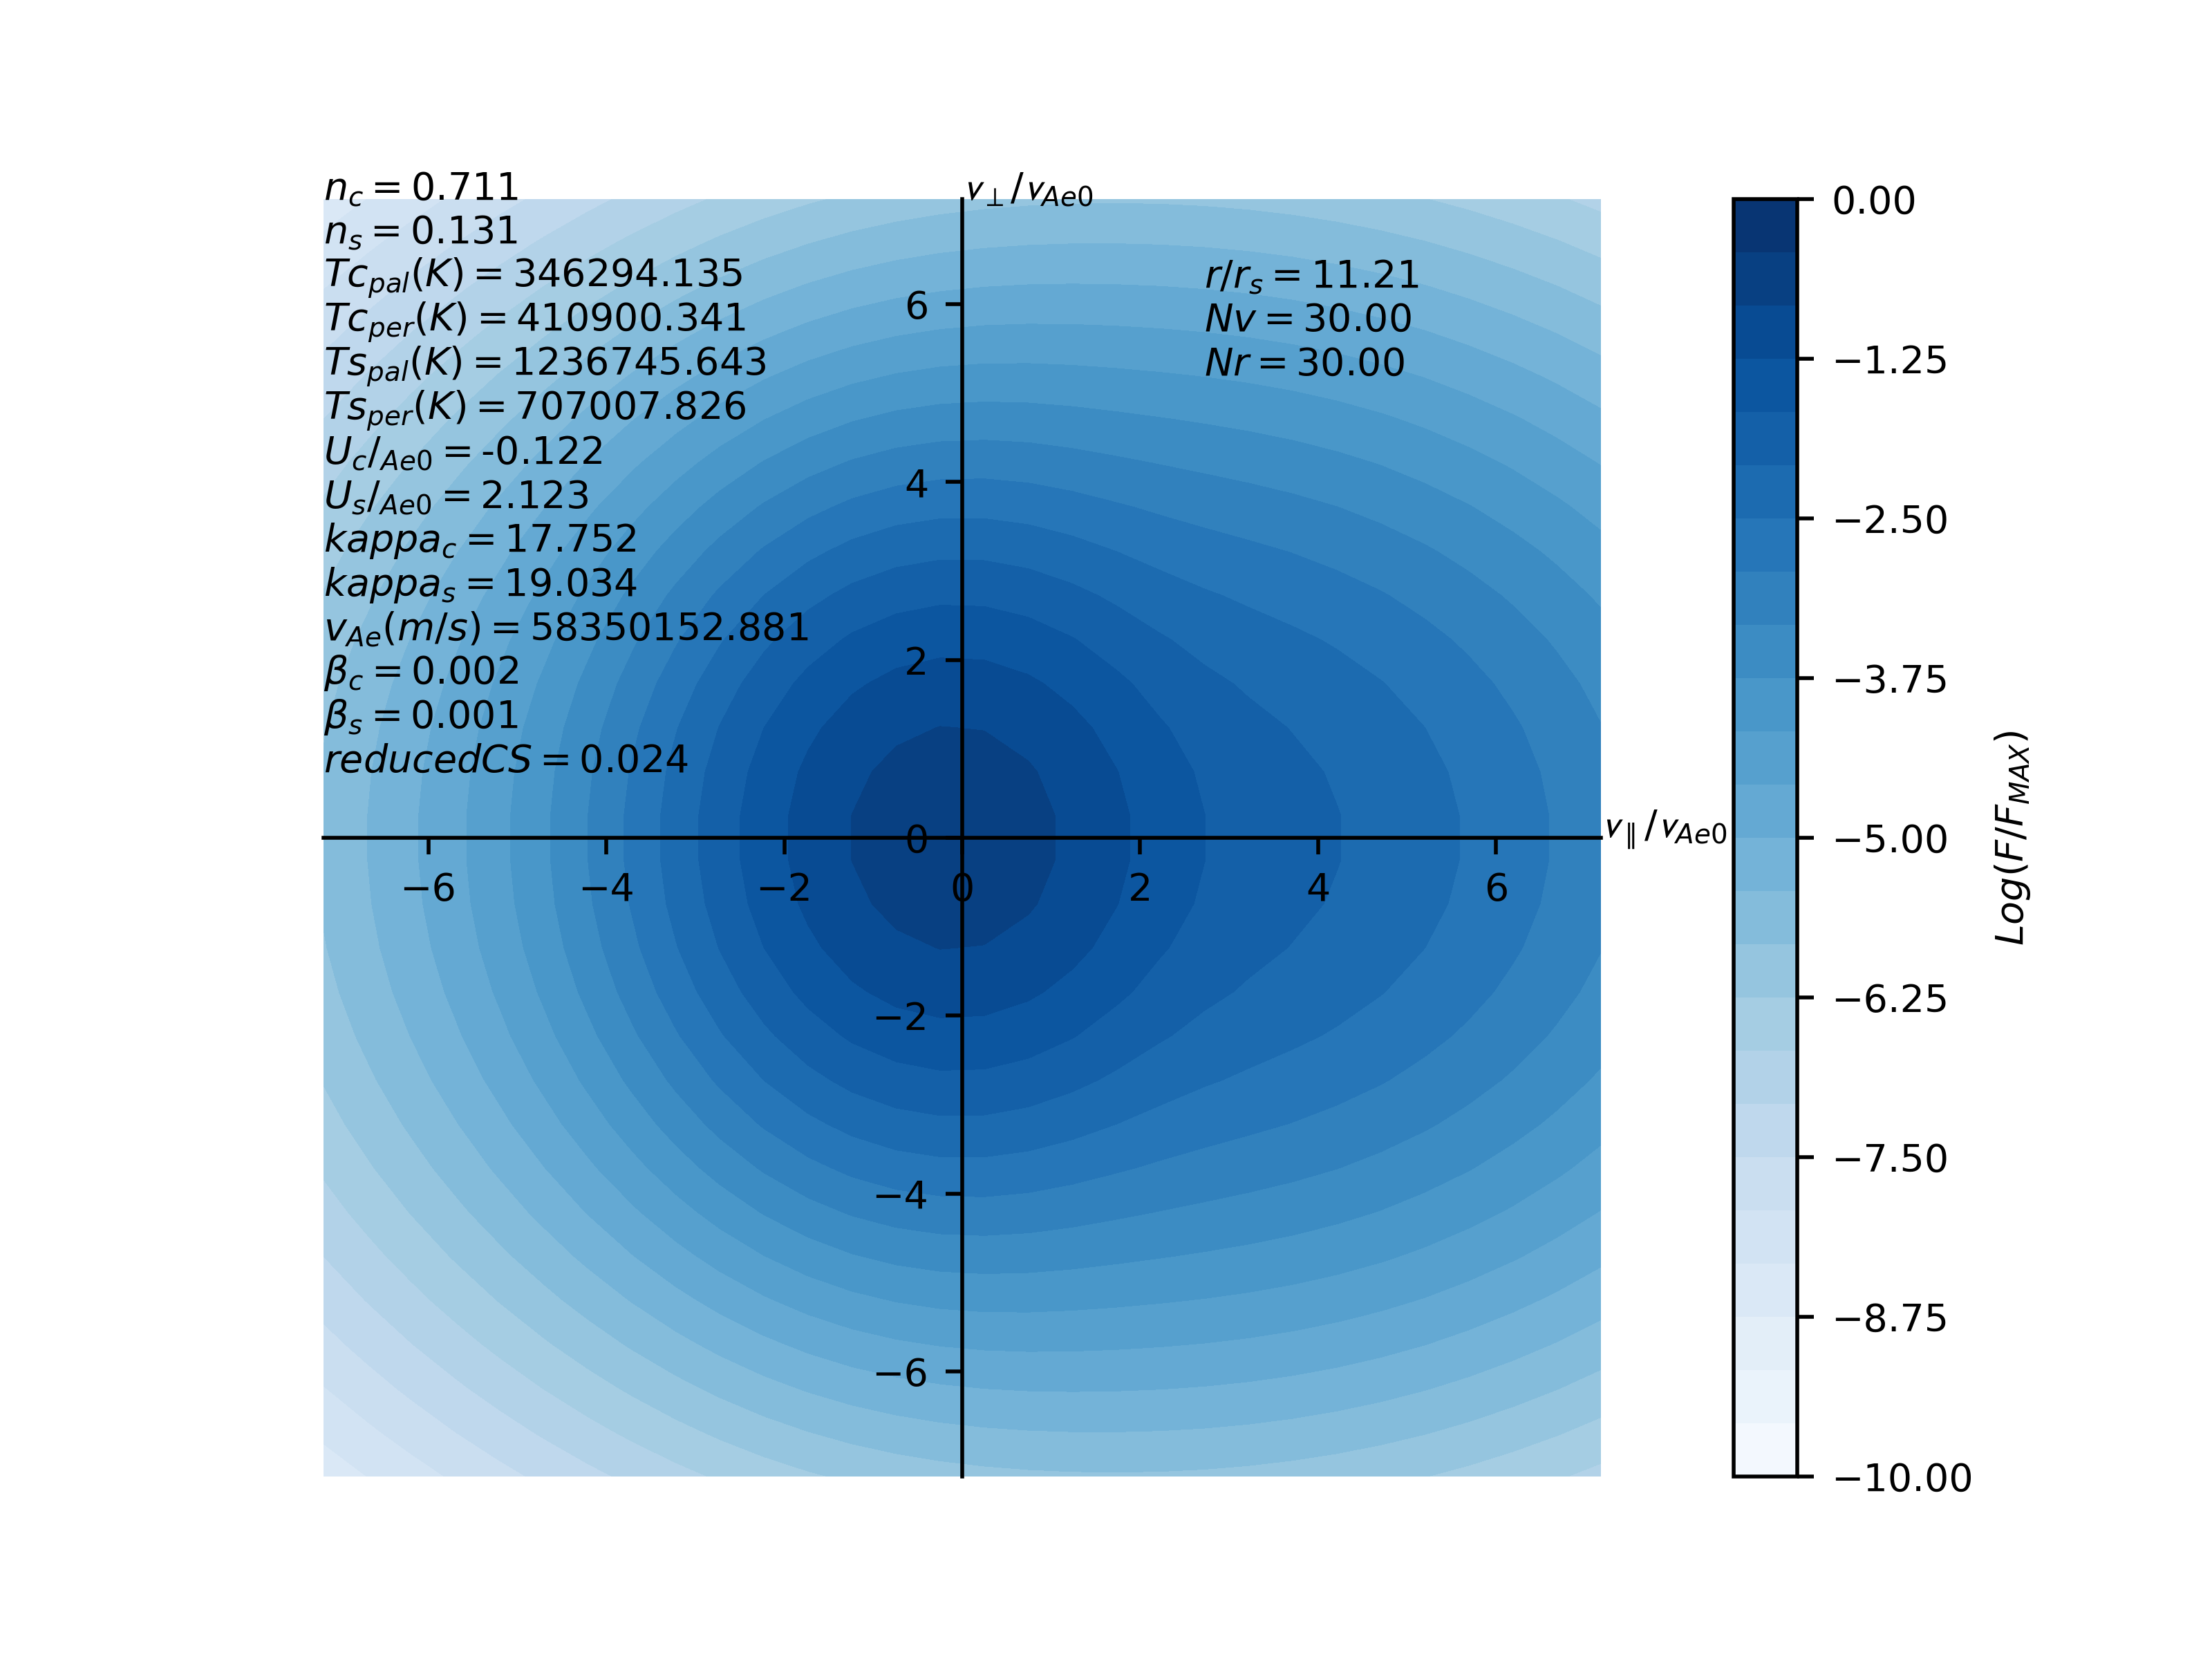 n_c = 0.711
v_⊥/v_Ae0
n_s = 0.131
Tc_pal(K) = 346294.135
Tc_per(K) = 410900.341
Ts_pal(K) = 1236745.643
Ts_per(K) = 707007.826
U_c/_Ae0 = -0.122
U_s/_Ae0 = 2.123
kappa_c = 17.752
kappa_s = 19.034
v_Ae(m/s) = 58350152.881
β_c = 0.002
β_s = 0.001
reducedCS = 0.024
r/r_s = 11.21
Nv = 30.00
Nr = 30.00
6
4
2
0
−2
−4
−6
−6 −4 −2 0 2 4 6
v_∥/v_Ae0
0.00
−1.25
−2.50
−3.75
−5.00
−6.25
−7.50
−8.75
−10.00
Log(F/F_MAX)